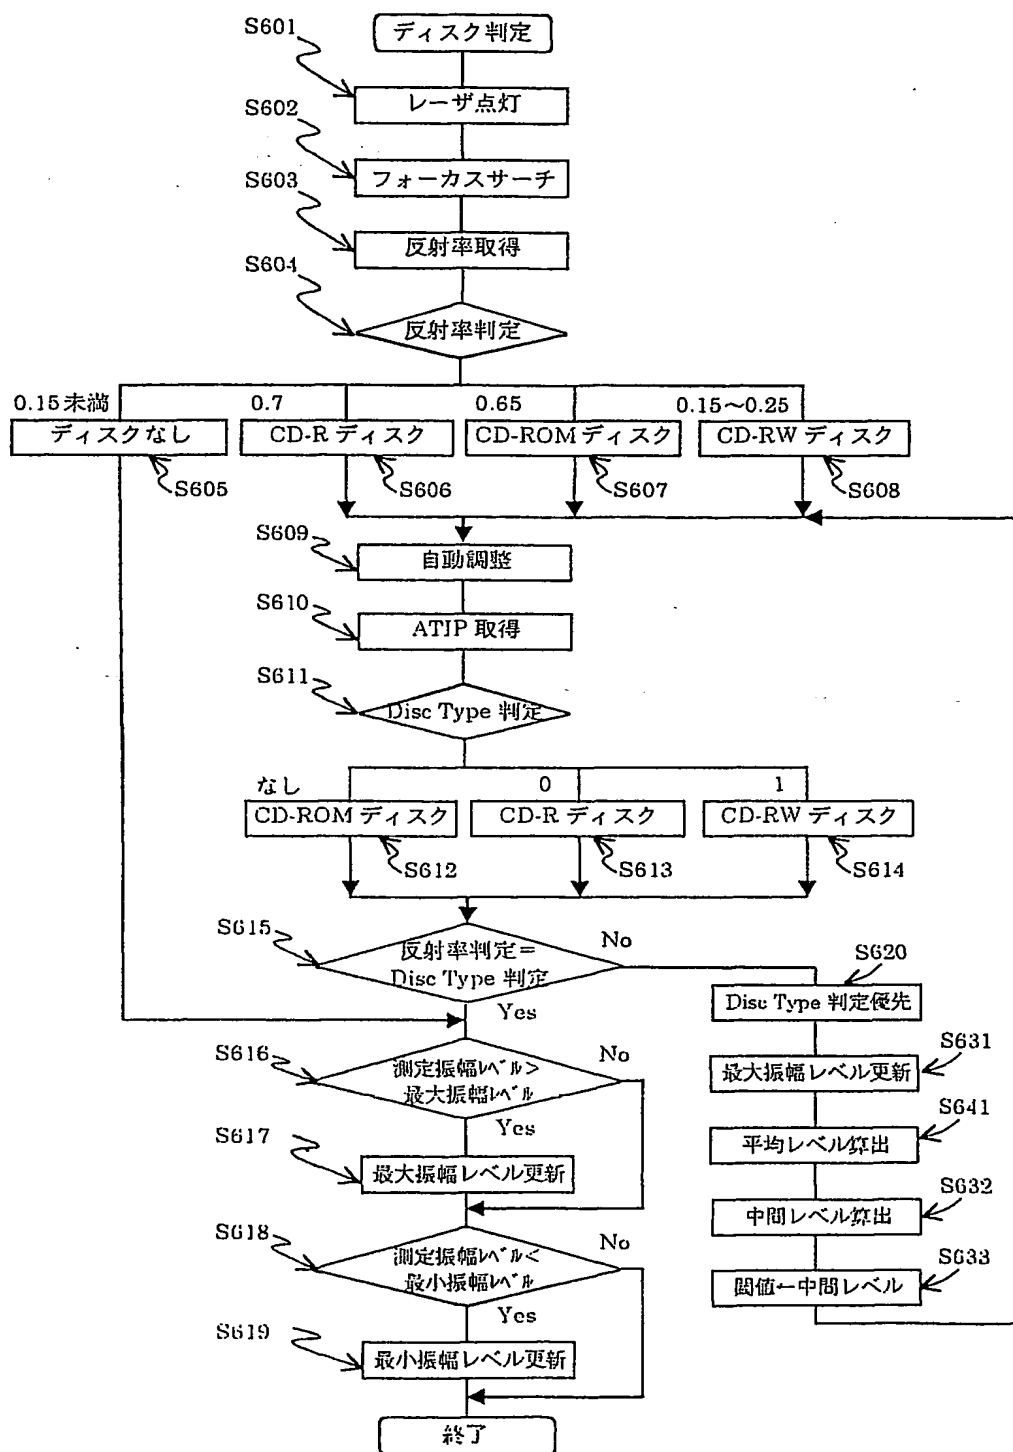 S601
ディスク判定
レーザ点灯
S602
フォーカスサーチ
S603
反射率取得
S604
反射率判定
0.15未満
0.7
0.65
0.15～0.25
ディスクなし
CD-R ディスク
CD-ROM ディスク
CD-RW ディスク
S605
S606
S607
S608
S609
自動調整
S610
ATIP 取得
S611
Disc Type 判定
なし
0
1
CD-ROM ディスク
CD-R ディスク
CD-RW ディスク
S612
S613
S614
S615
反射率判定＝
Disc Type 判定
No
Yes
S620
Disc Type 判定優先
S616
測定振幅レベル＞
最大振幅レベル
No
Yes
S631
最大振幅レベル更新
S617
最大振幅レベル更新
S641
平均レベル算出
S632
中間レベル算出
S618
測定振幅レベル＜
最小振幅レベル
No
Yes
S633
閾値←中間レベル
S619
最小振幅レベル更新
終了